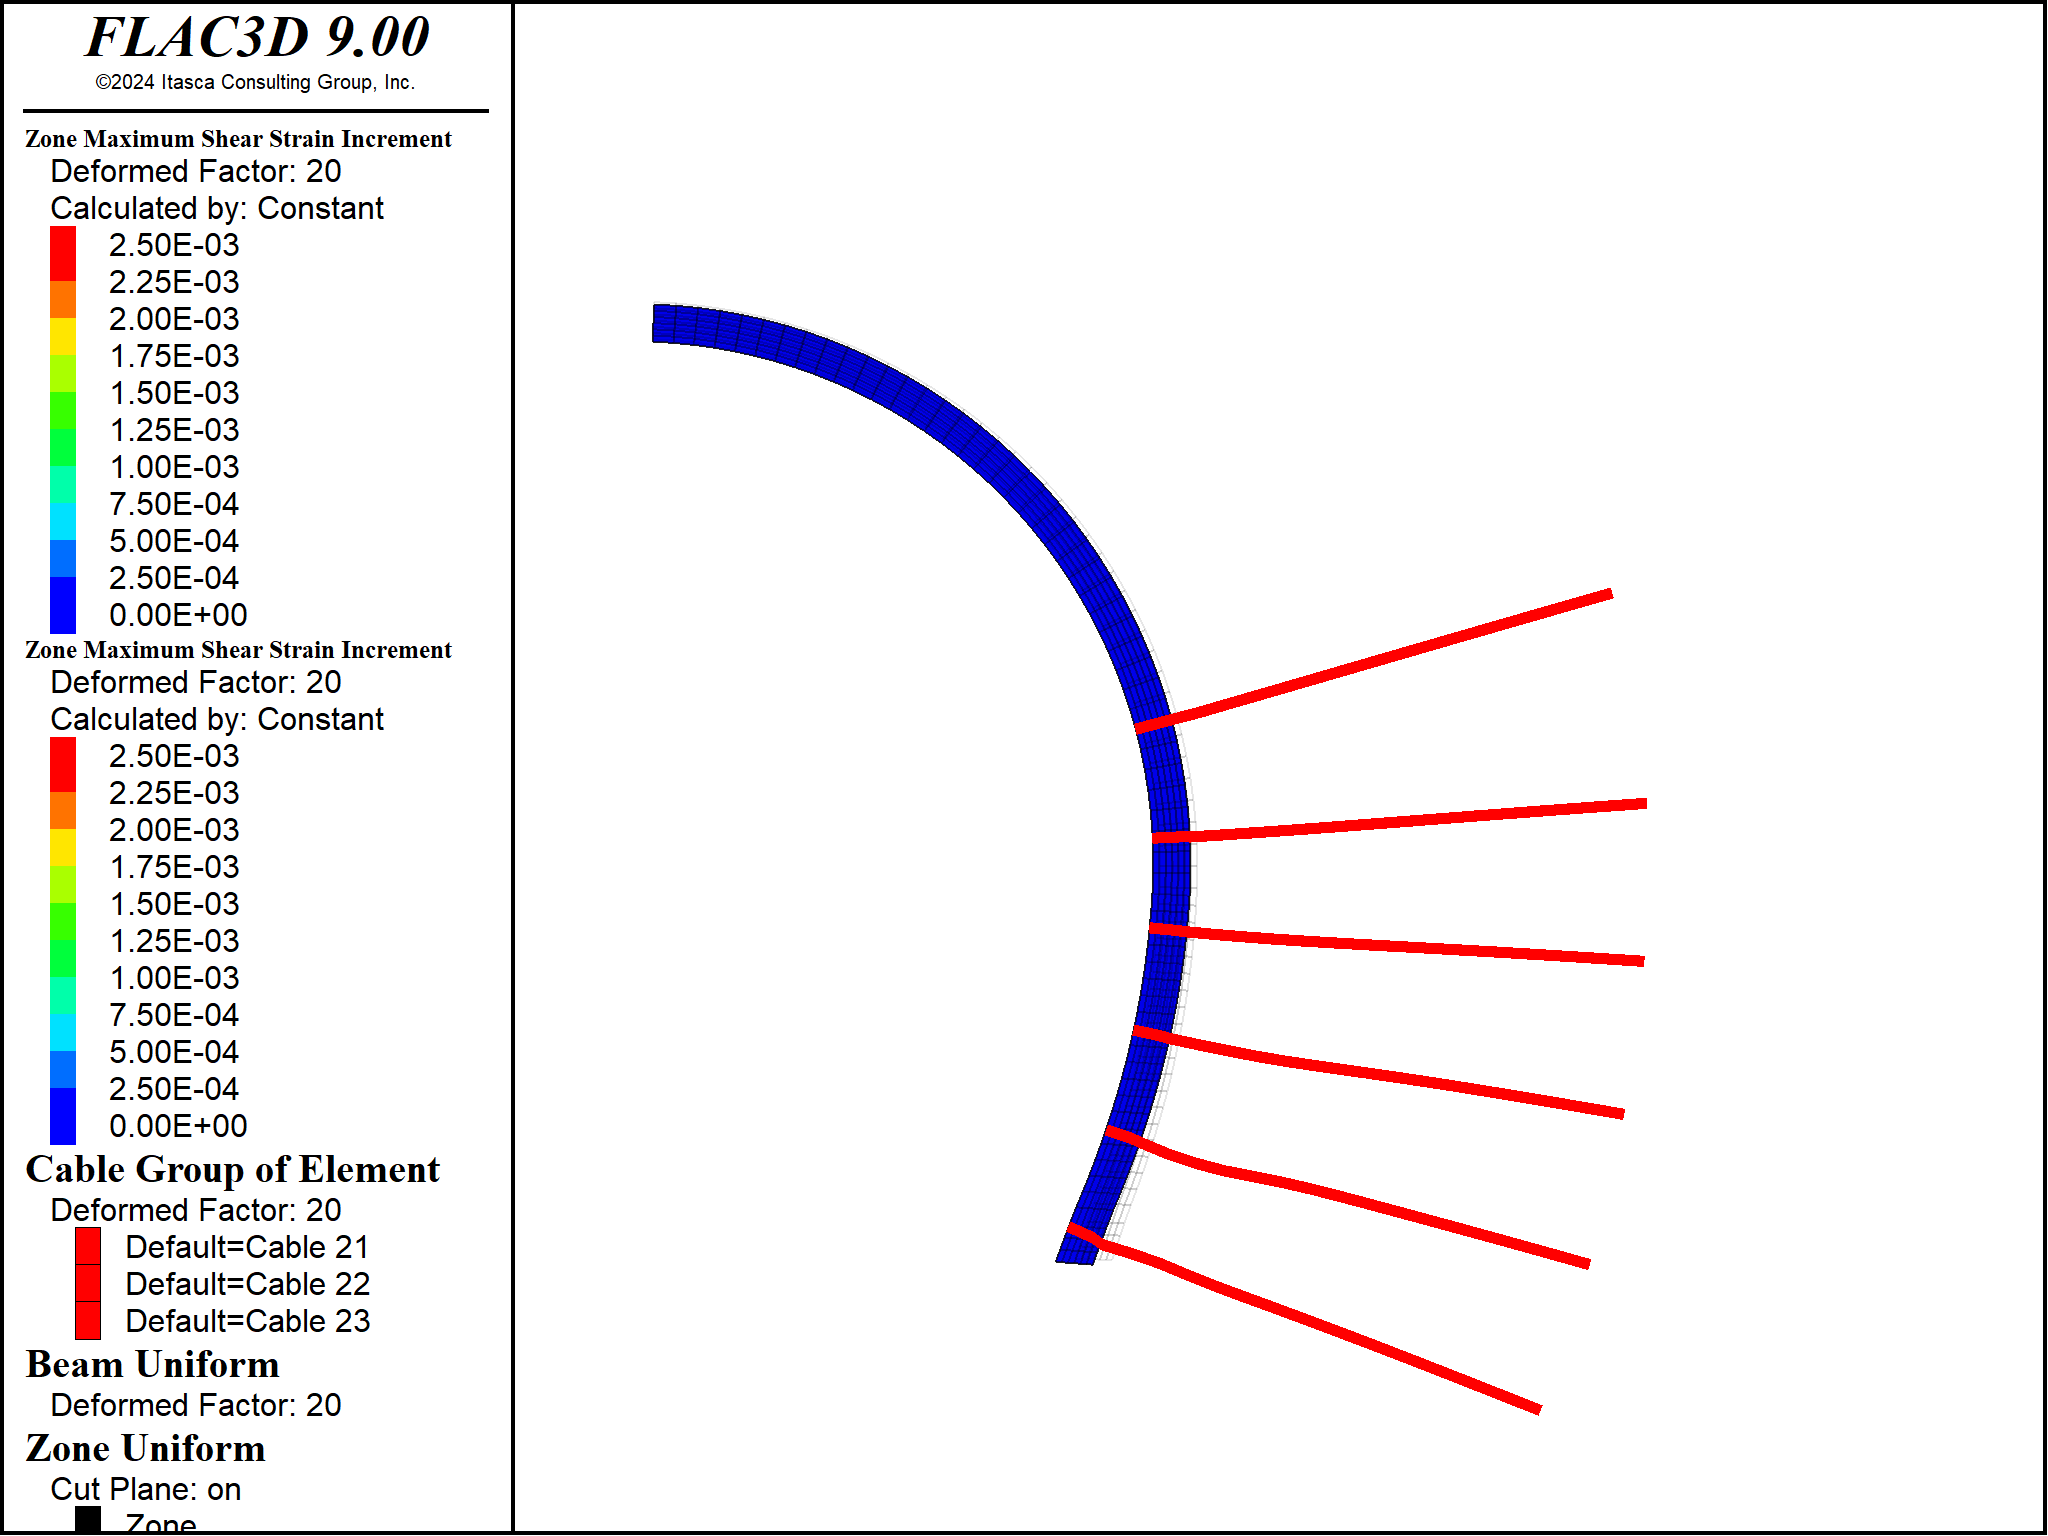 FLAC3D 9.00
©2024 Itasca Consulting Group, Inc.
Zone Maximum Shear Strain Increment
Deformed Factor: 20
Calculated by: Constant
2.50E-03
2.25E-03
2.00E-03
1.75E-03
1.50E-03
1.25E-03
1.00E-03
7.50E-04
5.00E-04
2.50E-04
0.00E+00
Zone Maximum Shear Strain Increment
Deformed Factor: 20
Calculated by: Constant
2.50E-03
2.25E-03
2.00E-03
1.75E-03
1.50E-03
1.25E-03
1.00E-03
7.50E-04
5.00E-04
2.50E-04
0.00E+00
Cable Group of Element
Deformed Factor: 20
Default=Cable 21
Default=Cable 22
Default=Cable 23
Beam Uniform
Deformed Factor: 20
Zone Uniform
Cut Plane: on
Zone